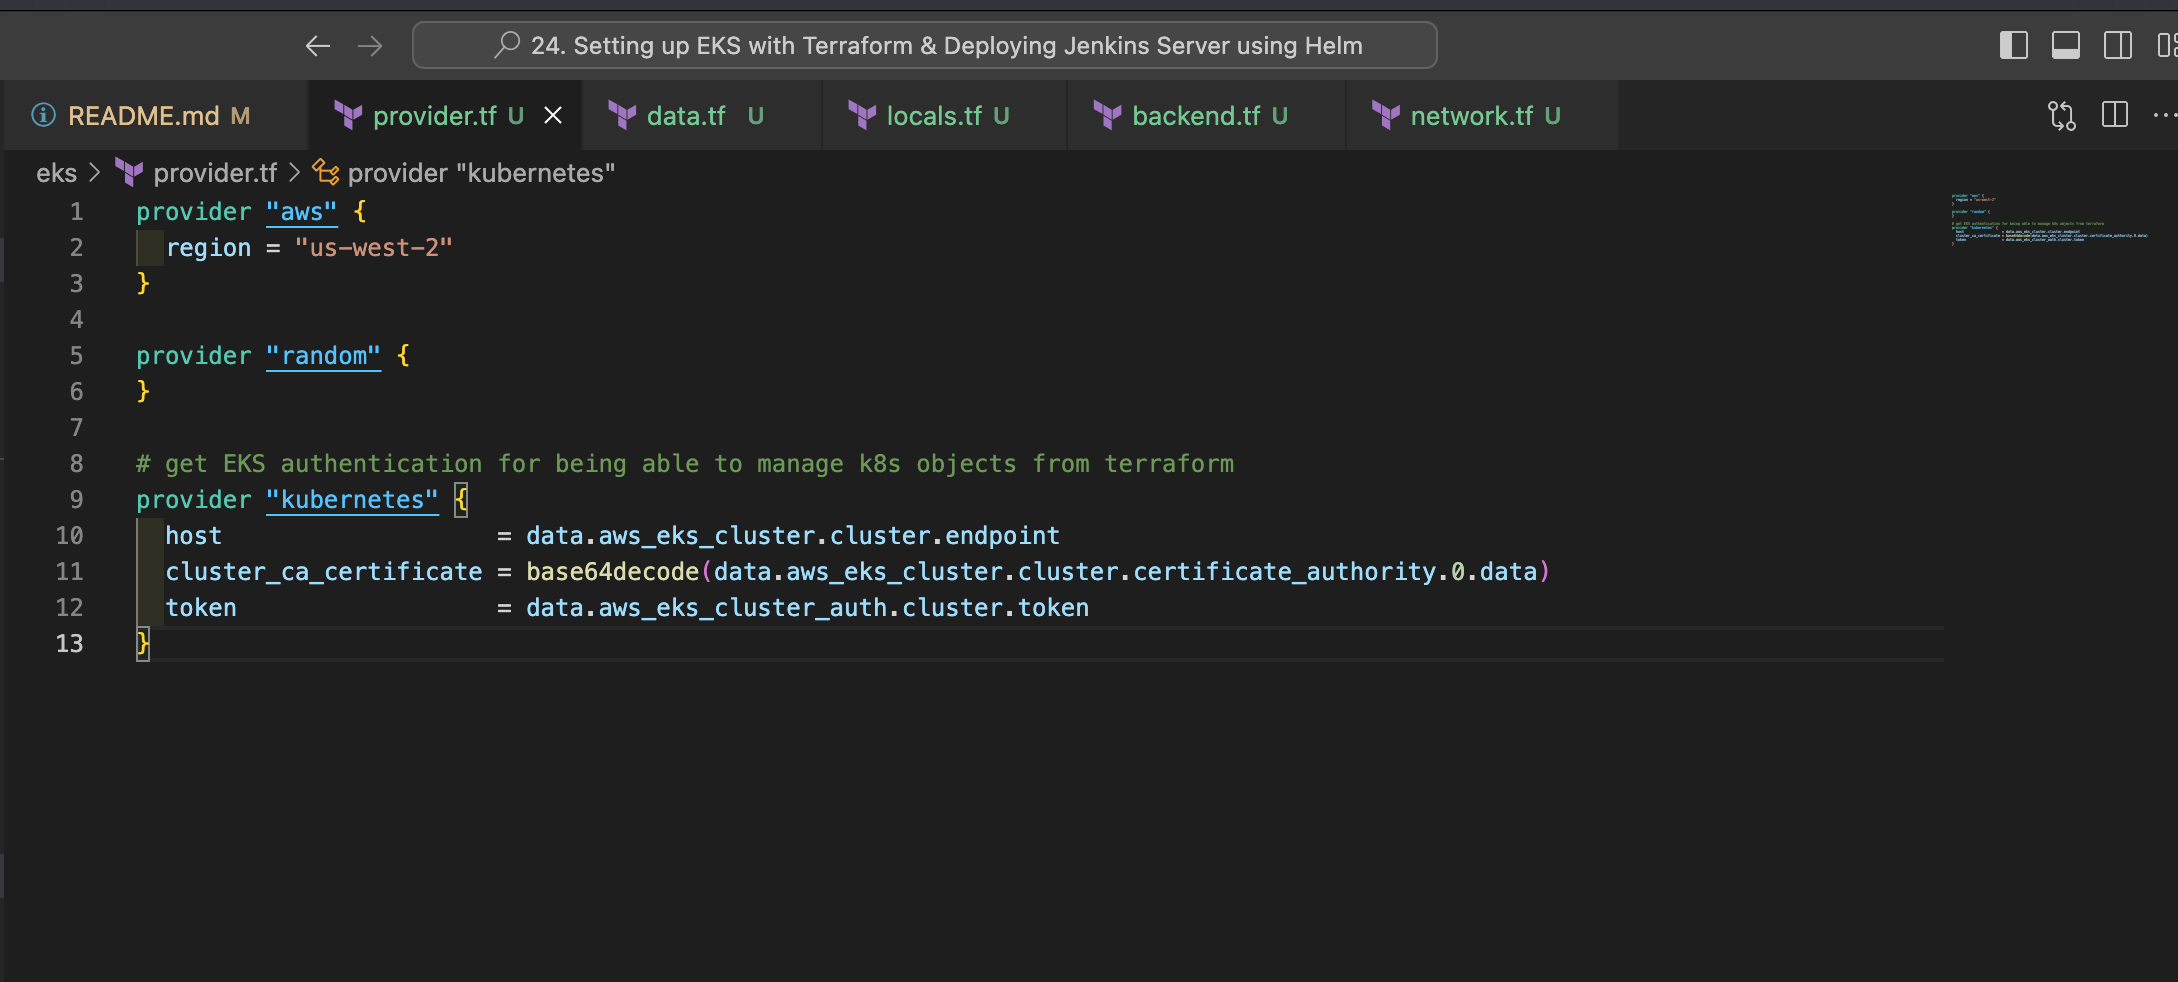 24. Setting up EKS with Terraform & Deploying Jenkins Server using Helm
README.md M
provider.tf U
data.tf U
locals.tf U
backend.tf U
network.tf U
eks > provider.tf > provider "kubernetes"
1 provider "aws" {
2   region = "us-west-2"
3 }
4
5 provider "random" {
6 }
7
8 # get EKS authentication for being able to manage k8s objects from terraform
9 provider "kubernetes" {
10   host                   = data.aws_eks_cluster.cluster.endpoint
11   cluster_ca_certificate = base64decode(data.aws_eks_cluster.cluster.certificate_authority.0.data)
12   token                  = data.aws_eks_cluster_auth.cluster.token
13 }